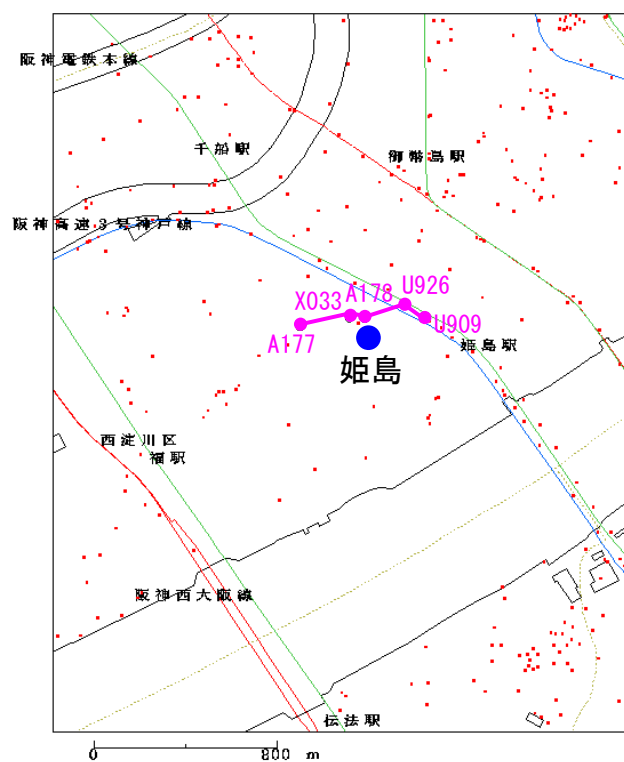 阪神電鉄本線
千船駅
御幣島駅
阪神高速3号神戸線
U926
X033
A178
U909
A177
姫島駅
姫島
西淀川区
福駅
阪神西大阪線
伝法駅
0 800 m